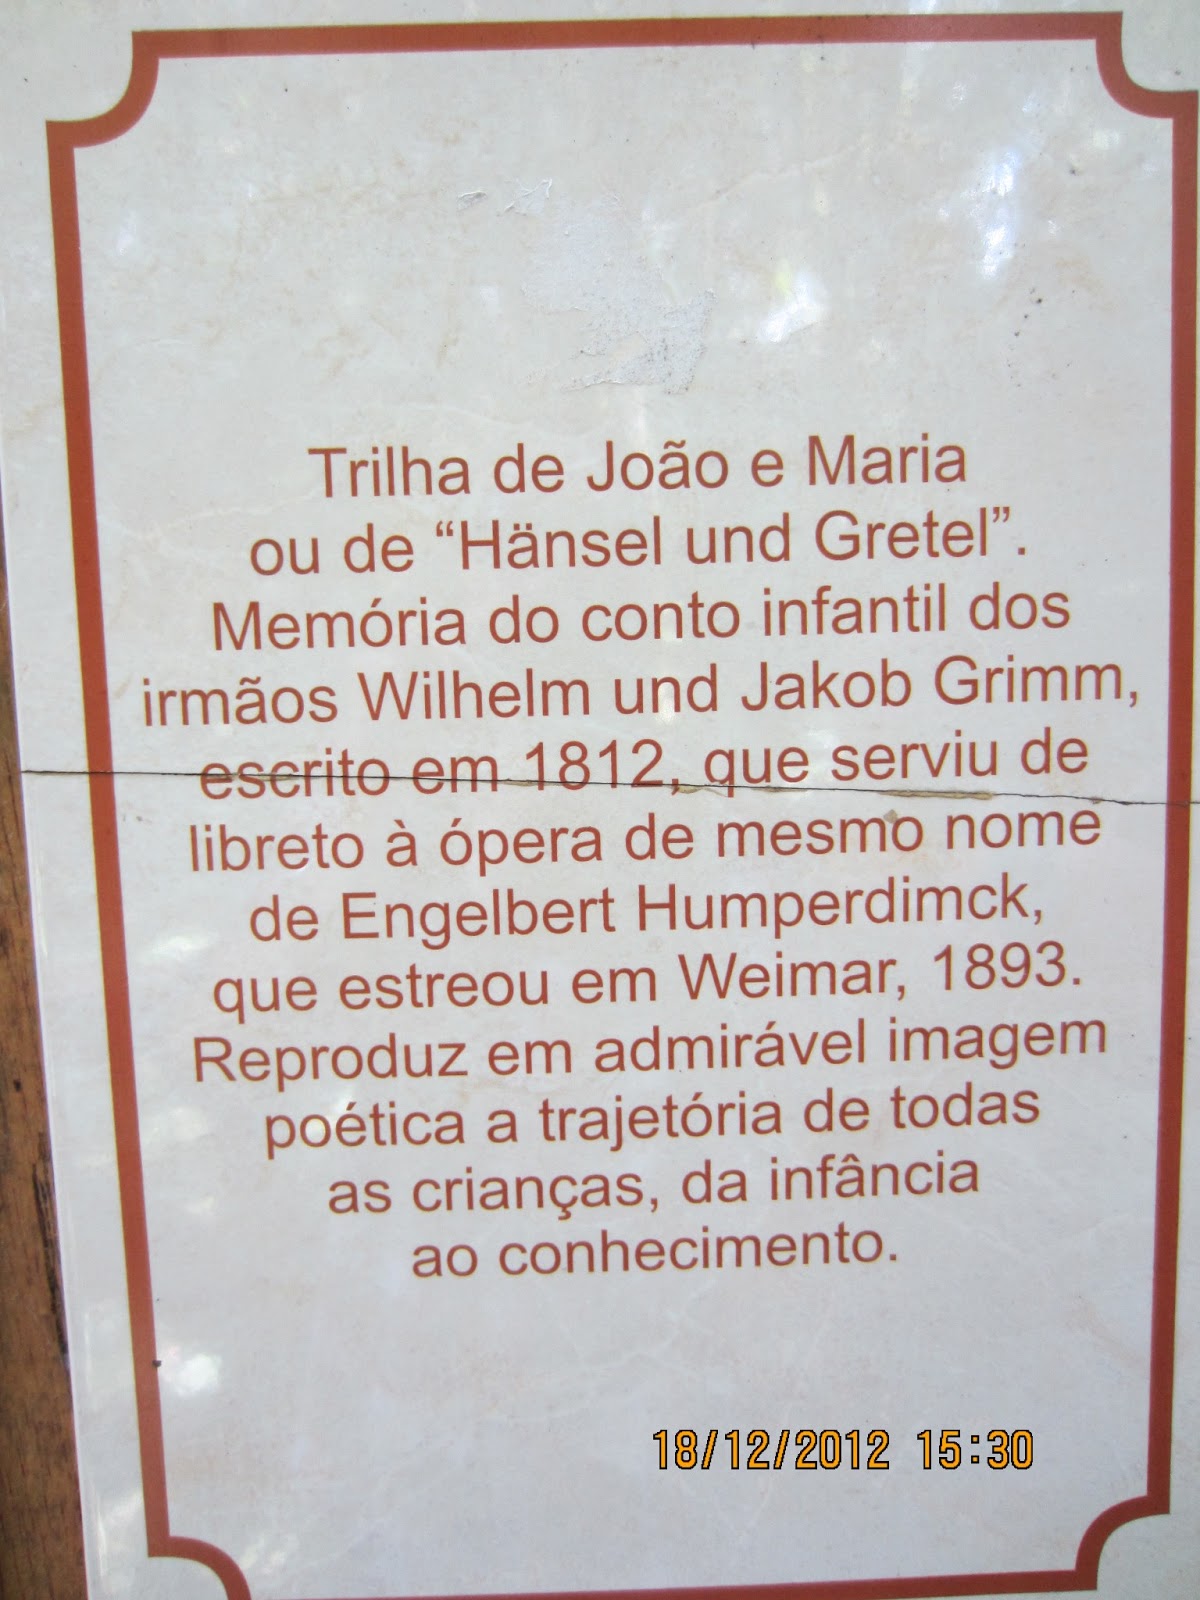 Trilha de João e Maria
ou de “Hänsel und Gretel”.
Memória do conto infantil dos
irmãos Wilhelm und Jakob Grimm,
escrito em 1812, que serviu de
libreto à ópera de mesmo nome
de Engelbert Humperdimck,
que estreou em Weimar, 1893.
Reproduz em admirável imagem
poética a trajetória de todas
as crianças, da infância
ao conhecimento.
18/12/2012 15:30